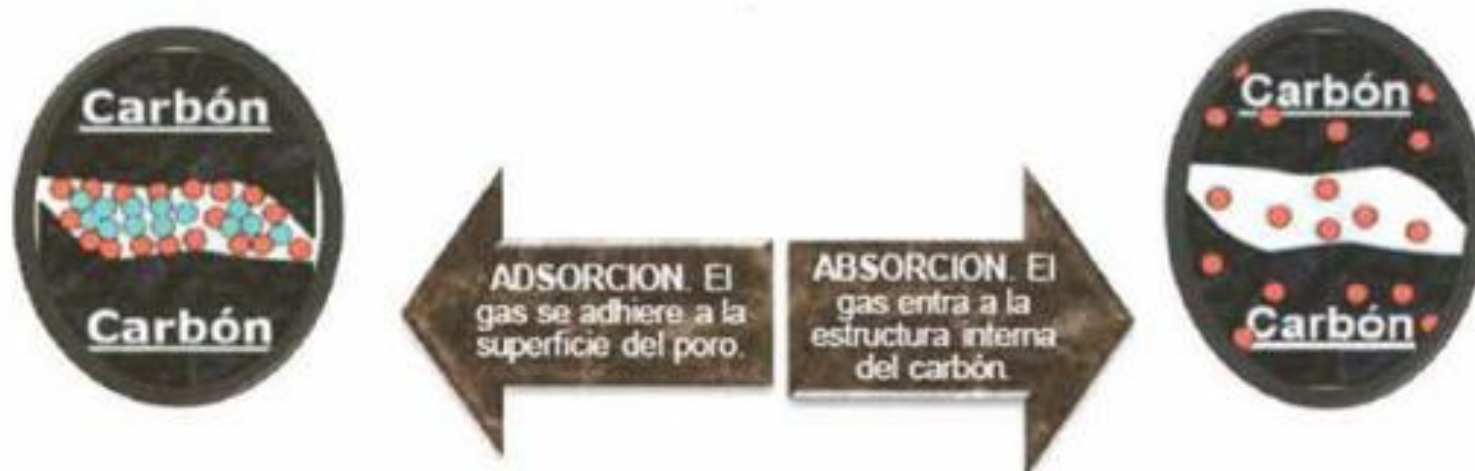 Carbón
Carbón
ADSORCION. El
gas se adhiere a la
superficie del poro.
ABSORCION. El
gas entra a la
estructura interna
del carbón.
Carbón
Carbón